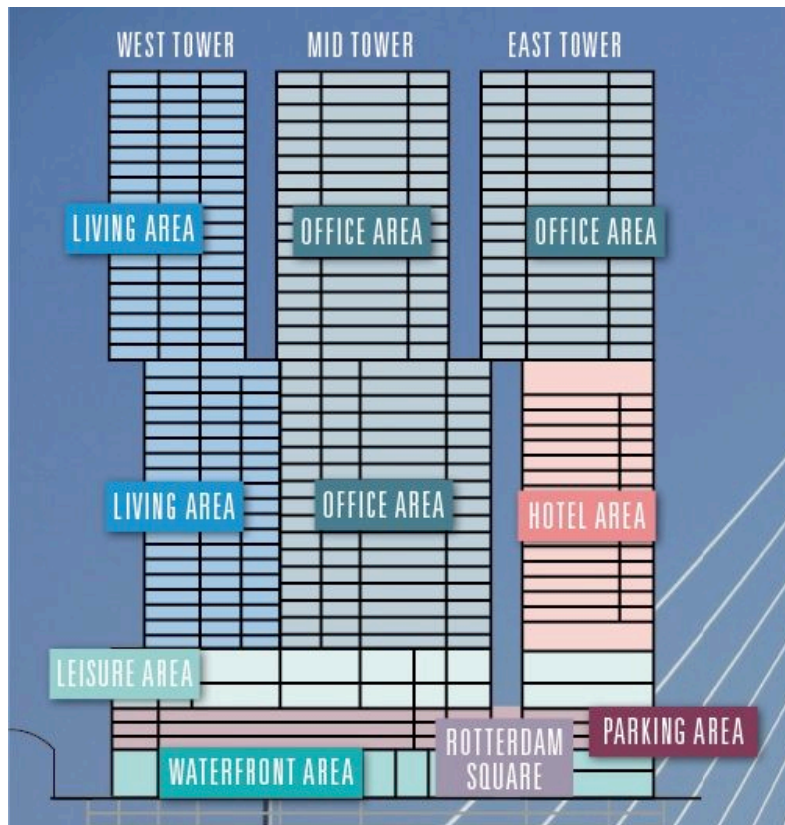 WEST TOWER
MID TOWER
EAST TOWER
LIVING AREA
OFFICE AREA
OFFICE AREA
LIVING AREA
OFFICE AREA
HOTEL AREA
LEISURE AREA
PARKING AREA
ROTTERDAM
SQUARE
WATERFRONT AREA